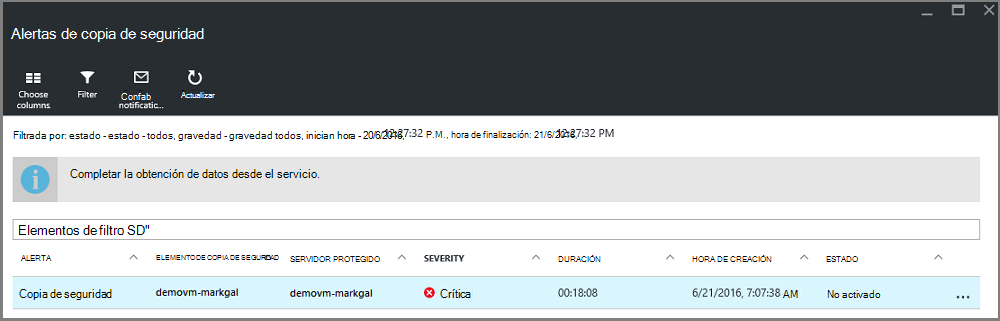 Alertas de copia de seguridad
Choose columns
Filter
Confab notificatic...
Actualizar
Filtrada por: estado - estado - todos, gravedad - gravedad todos, inician hora - 20/6/2016, 12:27:32 P.M., hora de finalización: 21/6/2016, 12:27:32 PM
Completar la obtención de datos desde el servicio.
Elementos de filtro SD"
ALERTA ELEMENTO DE COPIA DE SEGURIDAD SERVIDOR PROTEGIDO SEVERITY DURACIÓN HORA DE CREACIÓN ESTADO
Copia de seguridad demovm-markgal demovm-markgal Crítica 00:18:08 6/21/2016, 7:07:38 AM No activado ...